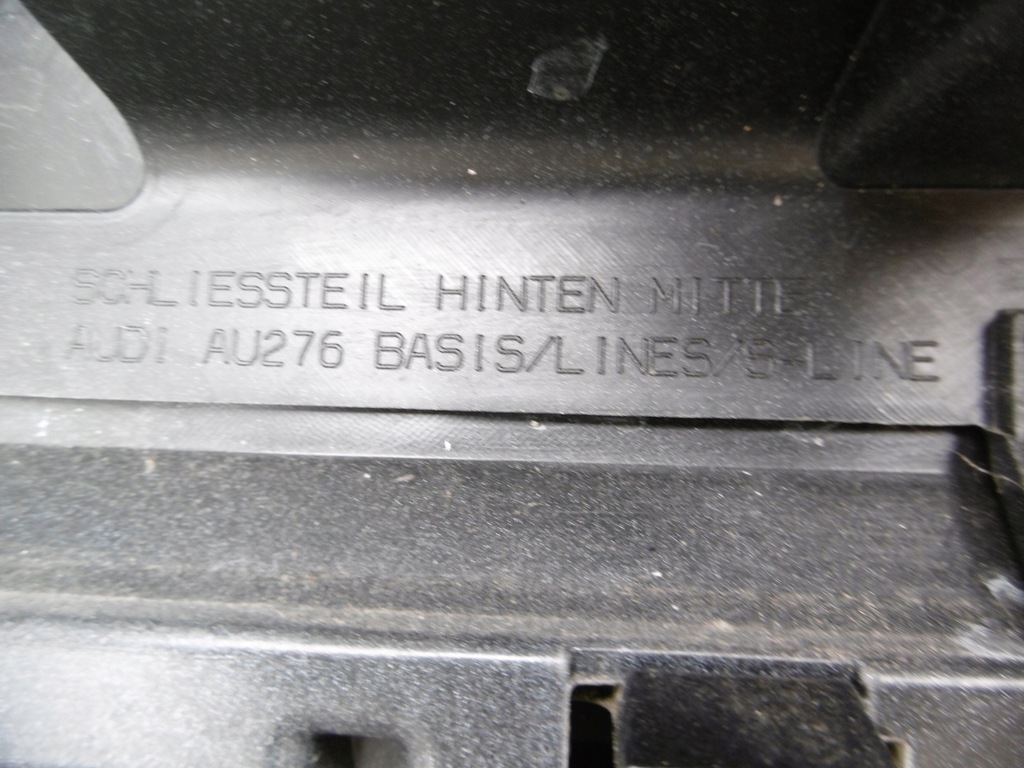 SCHLIESSTEIL HINTEN MITTE
AUDI AU276 BASIS/LINES/S-LINE